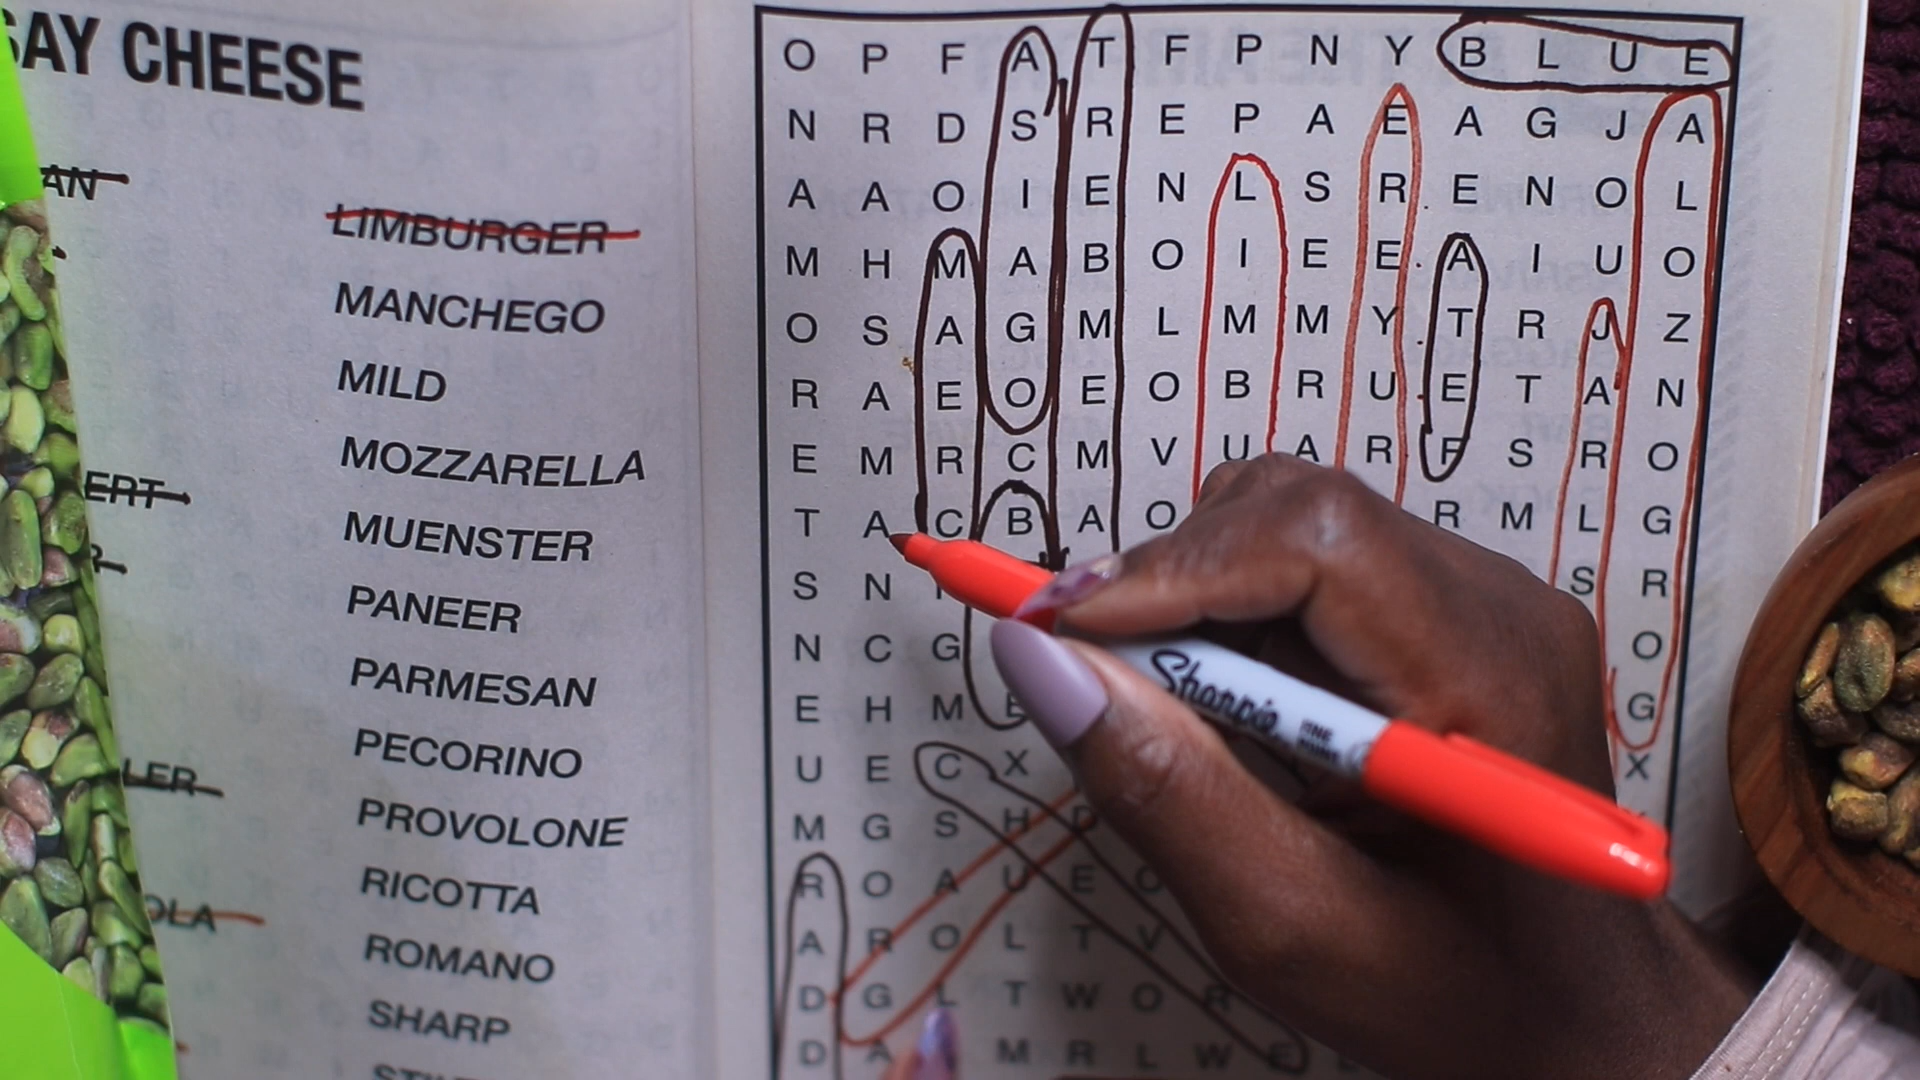 SAY CHEESE
AN
LIMBURGER
MANCHEGO
MILD
MOZZARELLA
ERT
MUENSTER
R
PANEER
PARMESAN
PECORINO
LER
PROVOLONE
RICOTTA
OLA
ROMANO
SHARP
O P F A T F P N Y B L U E
N R D S R E P A E A G J A
A A O I E N L S R E N O L
M H M A B O I E E A I U O
O S A G M L M M Y T R J Z
R A E O E O B R U E T A N
E M R C M V U A R F S R O
T A C B A O R M L G
S N S R
N C G O
E H M E G
U E C X X
M G S H D
R O A U E O
A R O L T V
D G L T W O R
D A M R L W E
Sharpie
FINE